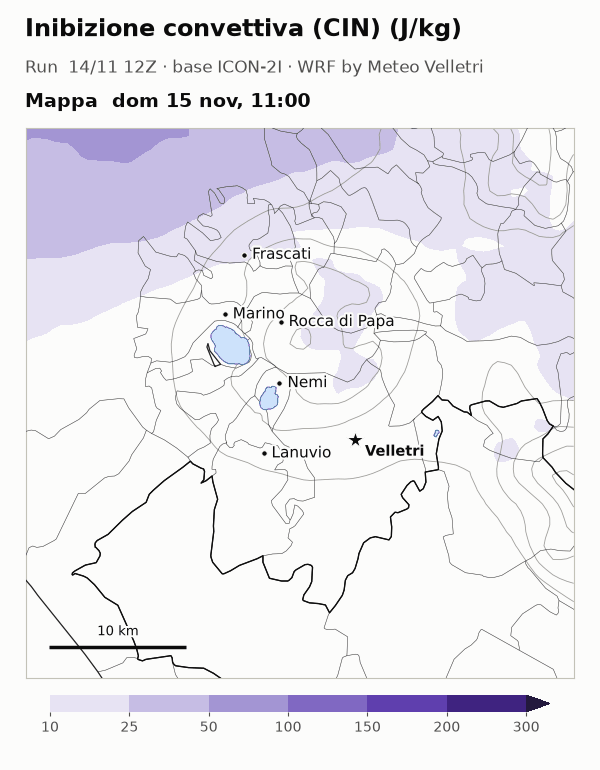 Inibizione convettiva (CIN) (J/kg)
Run 14/11 12Z · base ICON-2I · WRF by Meteo Velletri
Mappa dom 15 nov, 11:00
Frascati
Marino
Rocca di Papa
Nemi
Velletri
Lanuvio
10 km
10 25 50 100 150 200 300